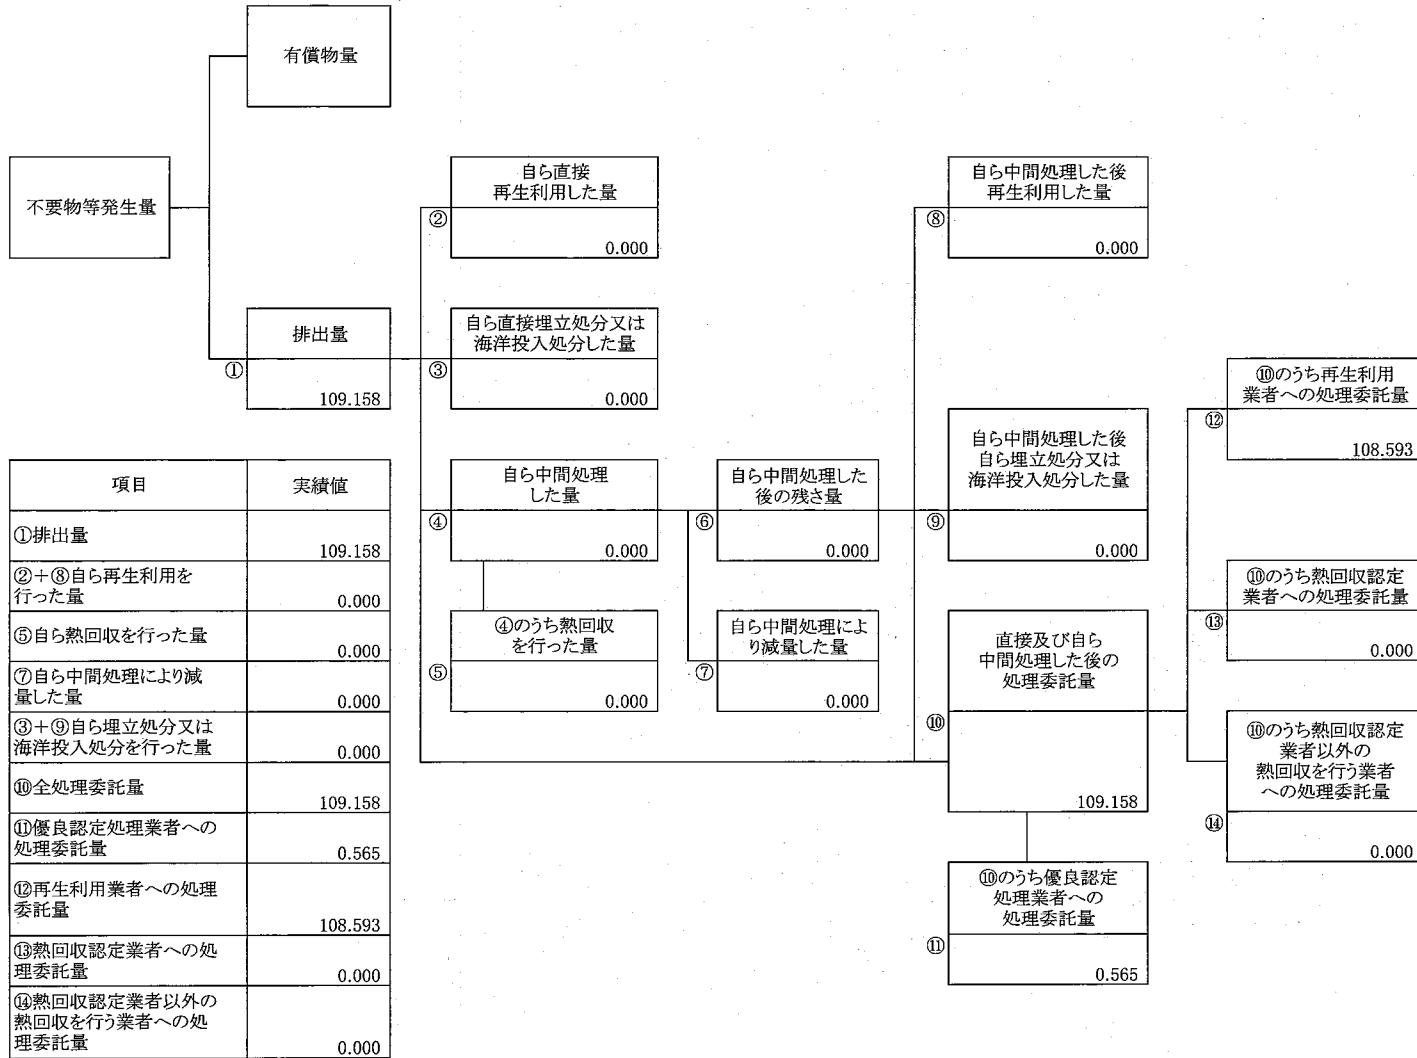 有償物量
不要物等発生量
排出量
①
109.158
自ら直接
再生利用した量
②
0.000
自ら直接埋立処分又は
海洋投入処分した量
③
0.000
自ら中間処理
した量
④
0.000
④のうち熱回収
を行った量
⑤
0.000
自ら中間処理した
後の残さ量
⑥
0.000
自ら中間処理によ
り減量した量
⑦
0.000
自ら中間処理した後
再生利用した量
⑧
0.000
自ら中間処理した後
自ら埋立処分又は
海洋投入処分した量
⑨
0.000
直接及び自ら
中間処理した後の
処理委託量
⑩
109.158
⑩のうち優良認定
処理業者への
処理委託量
⑪
0.565
⑩のうち再生利用
業者への処理委託量
⑫
108.593
⑩のうち熱回収認定
業者への処理委託量
⑬
0.000
⑩のうち熱回収認定
業者以外の
熱回収を行う業者
への処理委託量
⑭
0.000
項目 実績値
①排出量
109.158
②+⑧自ら再生利用を
行った量
0.000
⑤自ら熱回収を行った量
0.000
⑦自ら中間処理により減
量した量
0.000
③+⑨自ら埋立処分又は
海洋投入処分を行った量
0.000
⑩全処理委託量
109.158
⑪優良認定処理業者への
処理委託量
0.565
⑫再生利用業者への処理
委託量
108.593
⑬熱回収認定業者への処
理委託量
0.000
⑭熱回収認定業者以外の
熱回収を行う業者への処
理委託量
0.000